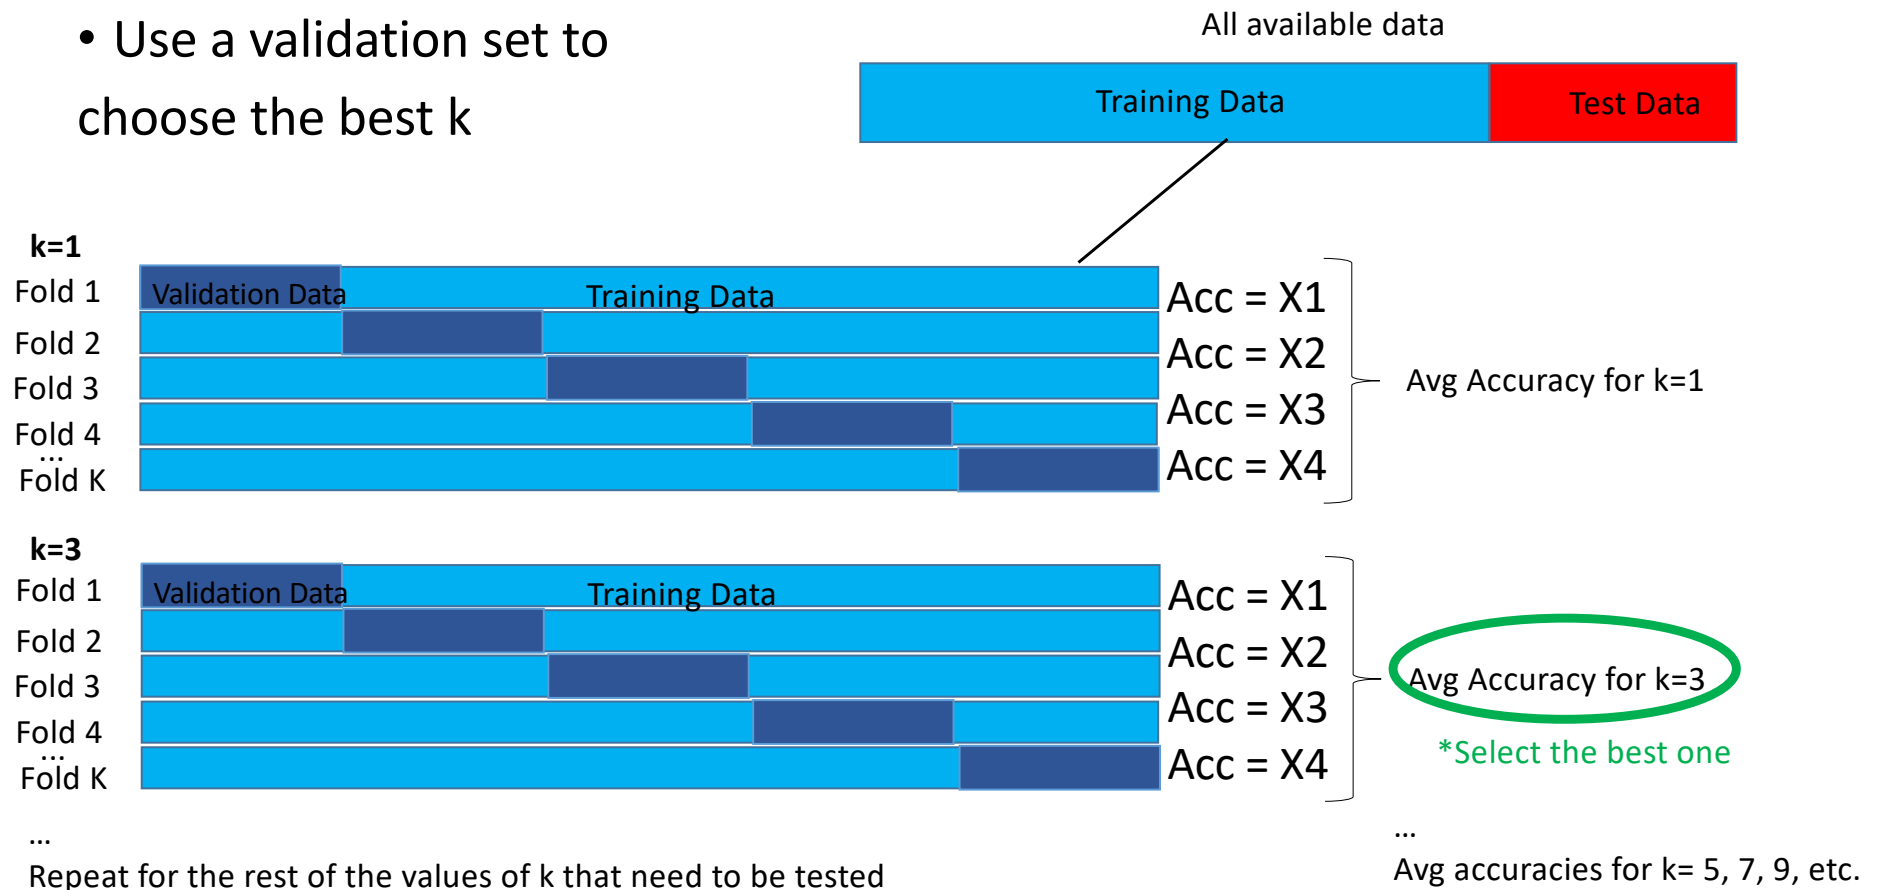 • Use a validation set to
choose the best k
All available data
Training Data
Test Data
k=1
Fold 1
Validation Data
Training Data
Acc = X1
Fold 2
Acc = X2
Fold 3
Acc = X3
Fold 4
...
Fold K
Acc = X4
Avg Accuracy for k=1
k=3
Fold 1
Validation Data
Training Data
Acc = X1
Fold 2
Acc = X2
Fold 3
Acc = X3
Fold 4
...
Fold K
Acc = X4
Avg Accuracy for k=3
*Select the best one
...
Repeat for the rest of the values of k that need to be tested
...
Avg accuracies for k= 5, 7, 9, etc.